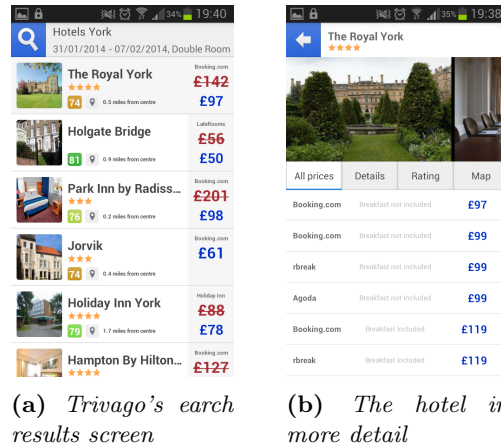 34% 19:40
Hotels York
31/01/2014 - 07/02/2014, Double Room
The Royal York
Booking.com
£142
74 0.5 miles from centre
£97
Holgate Bridge
LateRooms
£56
81 0.9 miles from centre
£50
Park Inn by Radiss...
Booking.com
£201
76 0.2 miles from centre
£98
Jorvik
Booking.com
£61
74 0.4 miles from centre
Holiday Inn York
Holiday Inn
£88
79 1.7 miles from centre
£78
Hampton By Hilton...
Booking.com
£127
(a) Trivago's earch
results screen
35% 19:38
The Royal York
All prices Details Rating Map
Booking.com Breakfast not included £97
Booking.com Breakfast not included £99
rbreak Breakfast not included £99
Agoda Breakfast not included £99
Booking.com Breakfast included £119
rbreak Breakfast included £119
(b) The hotel in
more detail